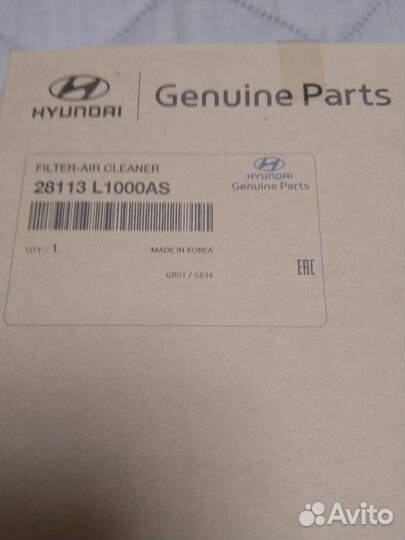 HYUNDAI
Genuine Parts
FILTER-AIR CLEANER
28113 L1000AS
HYUNDAI
Genuine Parts
QTY : 1
MADE IN KOREA
GB01 / S834
EAC
Avito